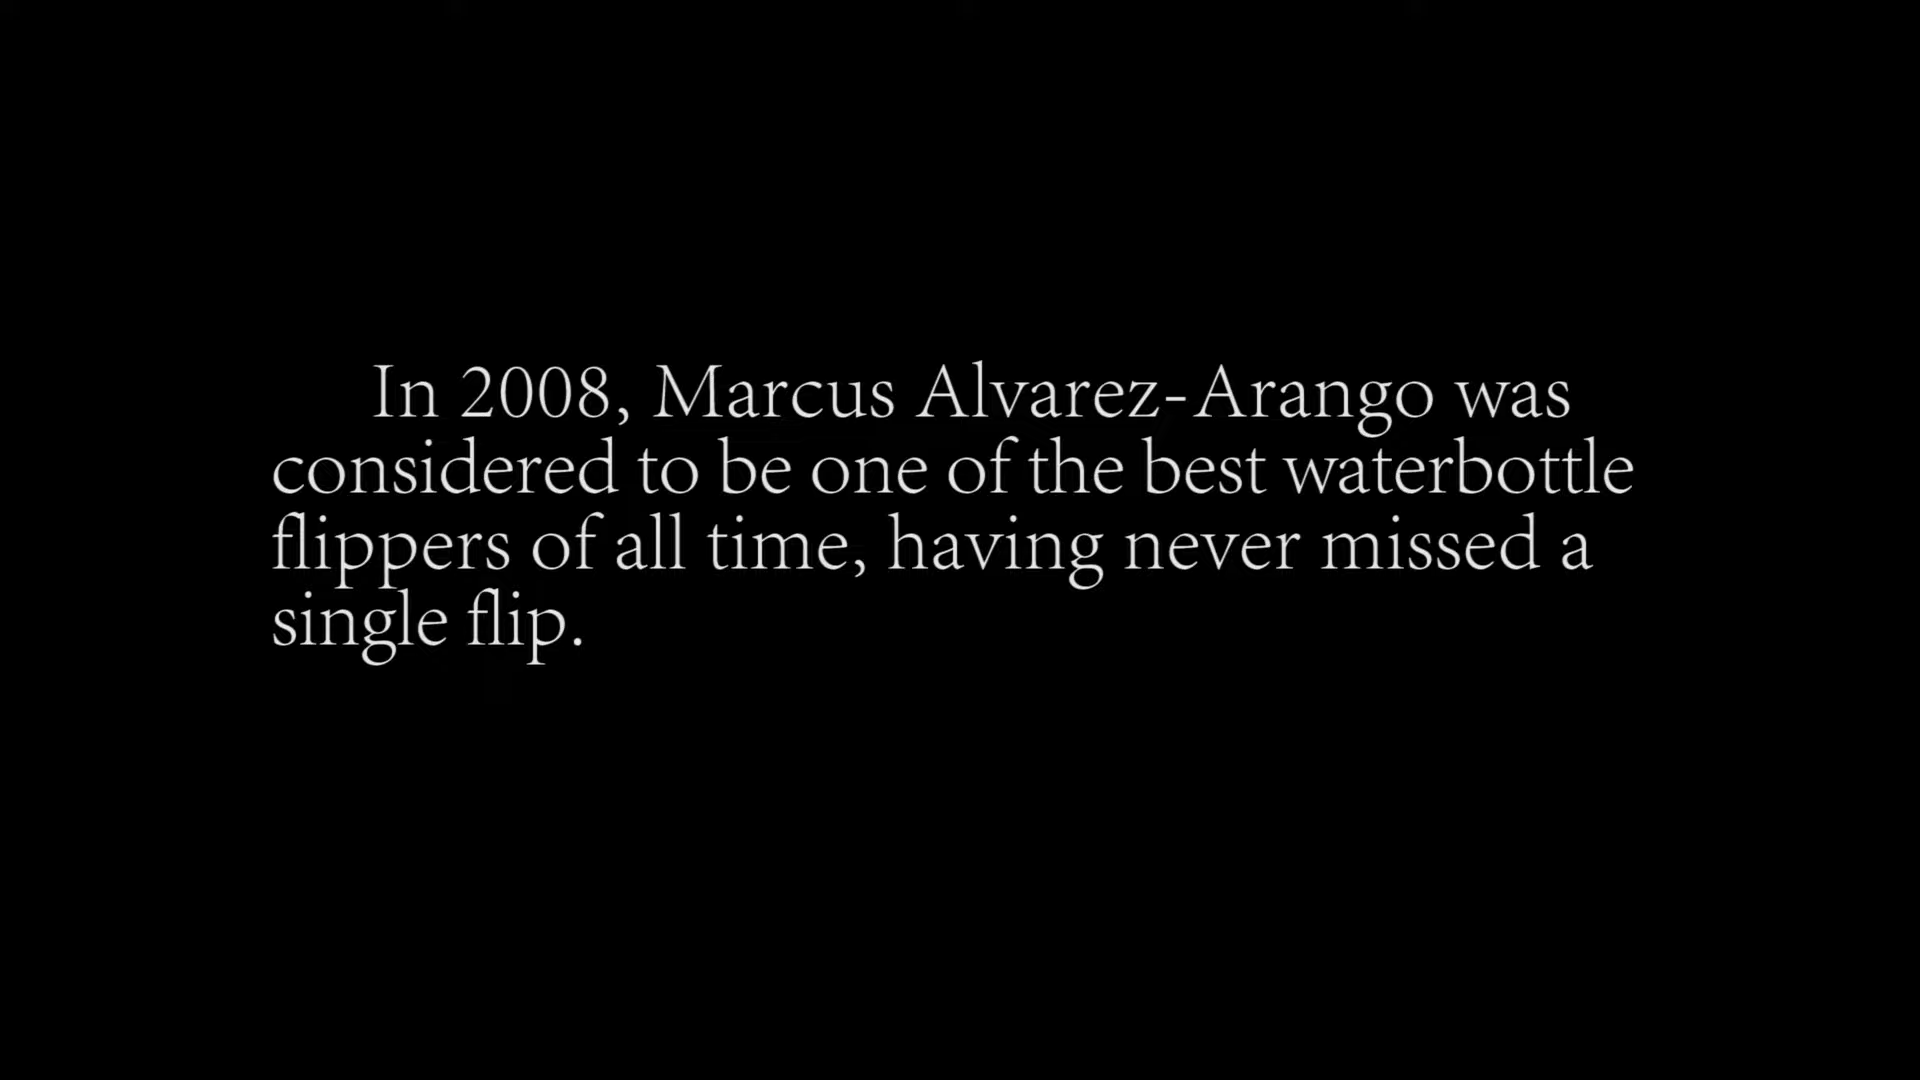 In 2008, Marcus Alvarez-Arango was
considered to be one of the best waterbottle
flippers of all time, having never missed a
single flip.